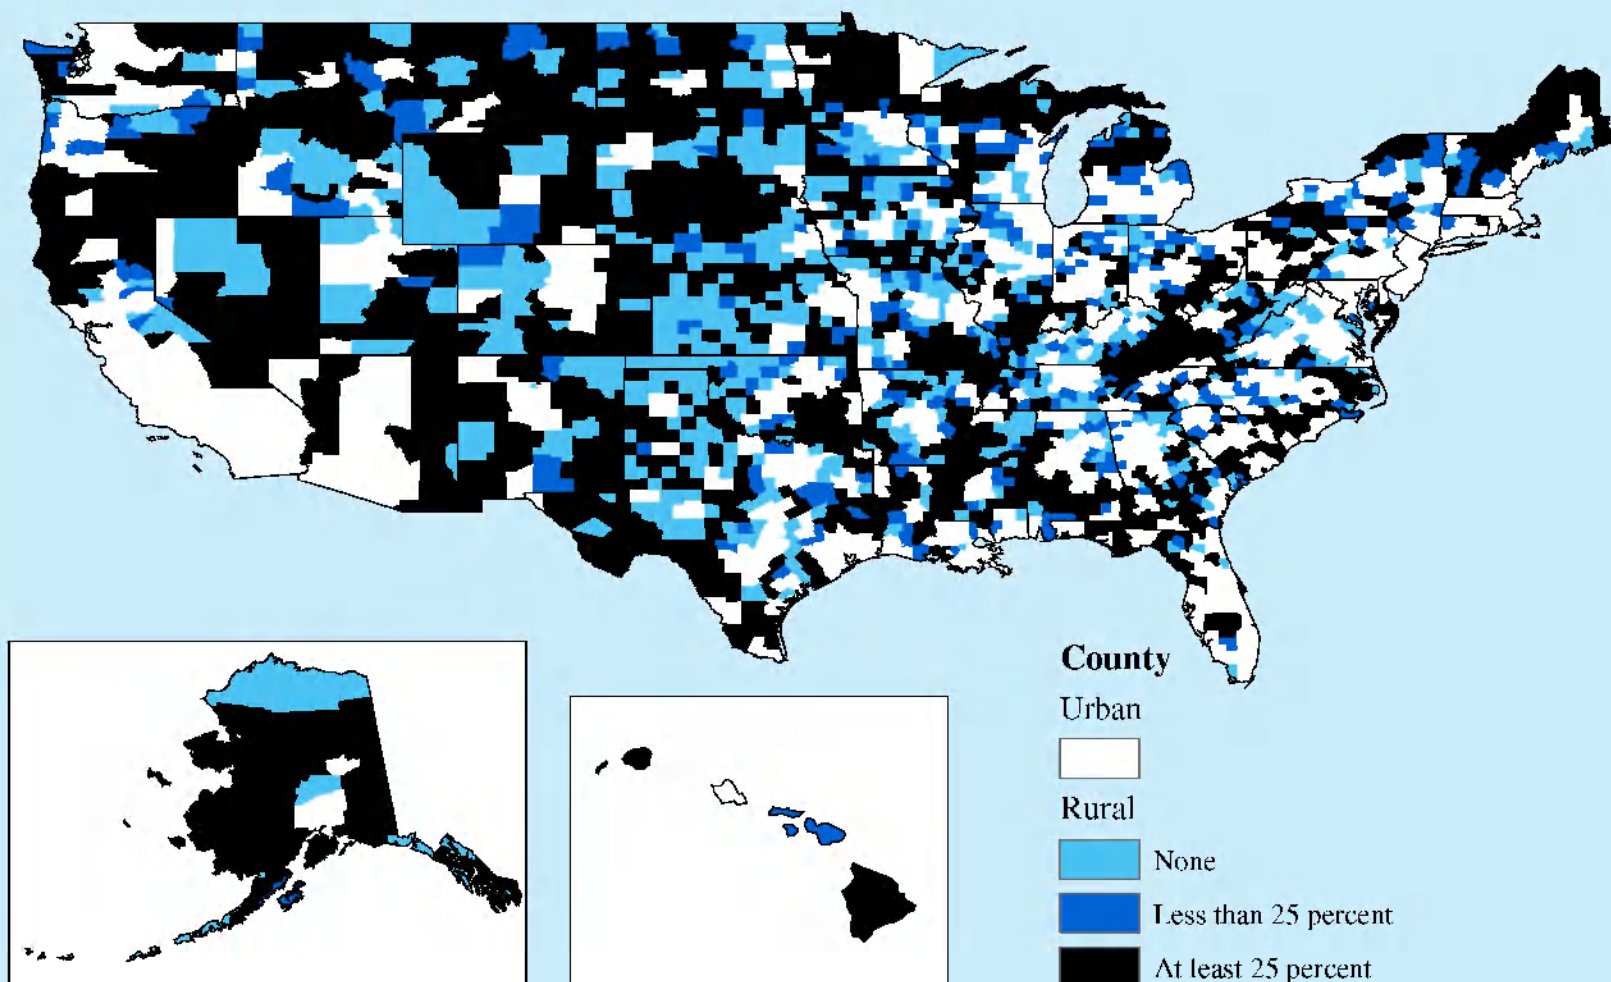 County
Urban
Rural
None
Less than 25 percent
At least 25 percent